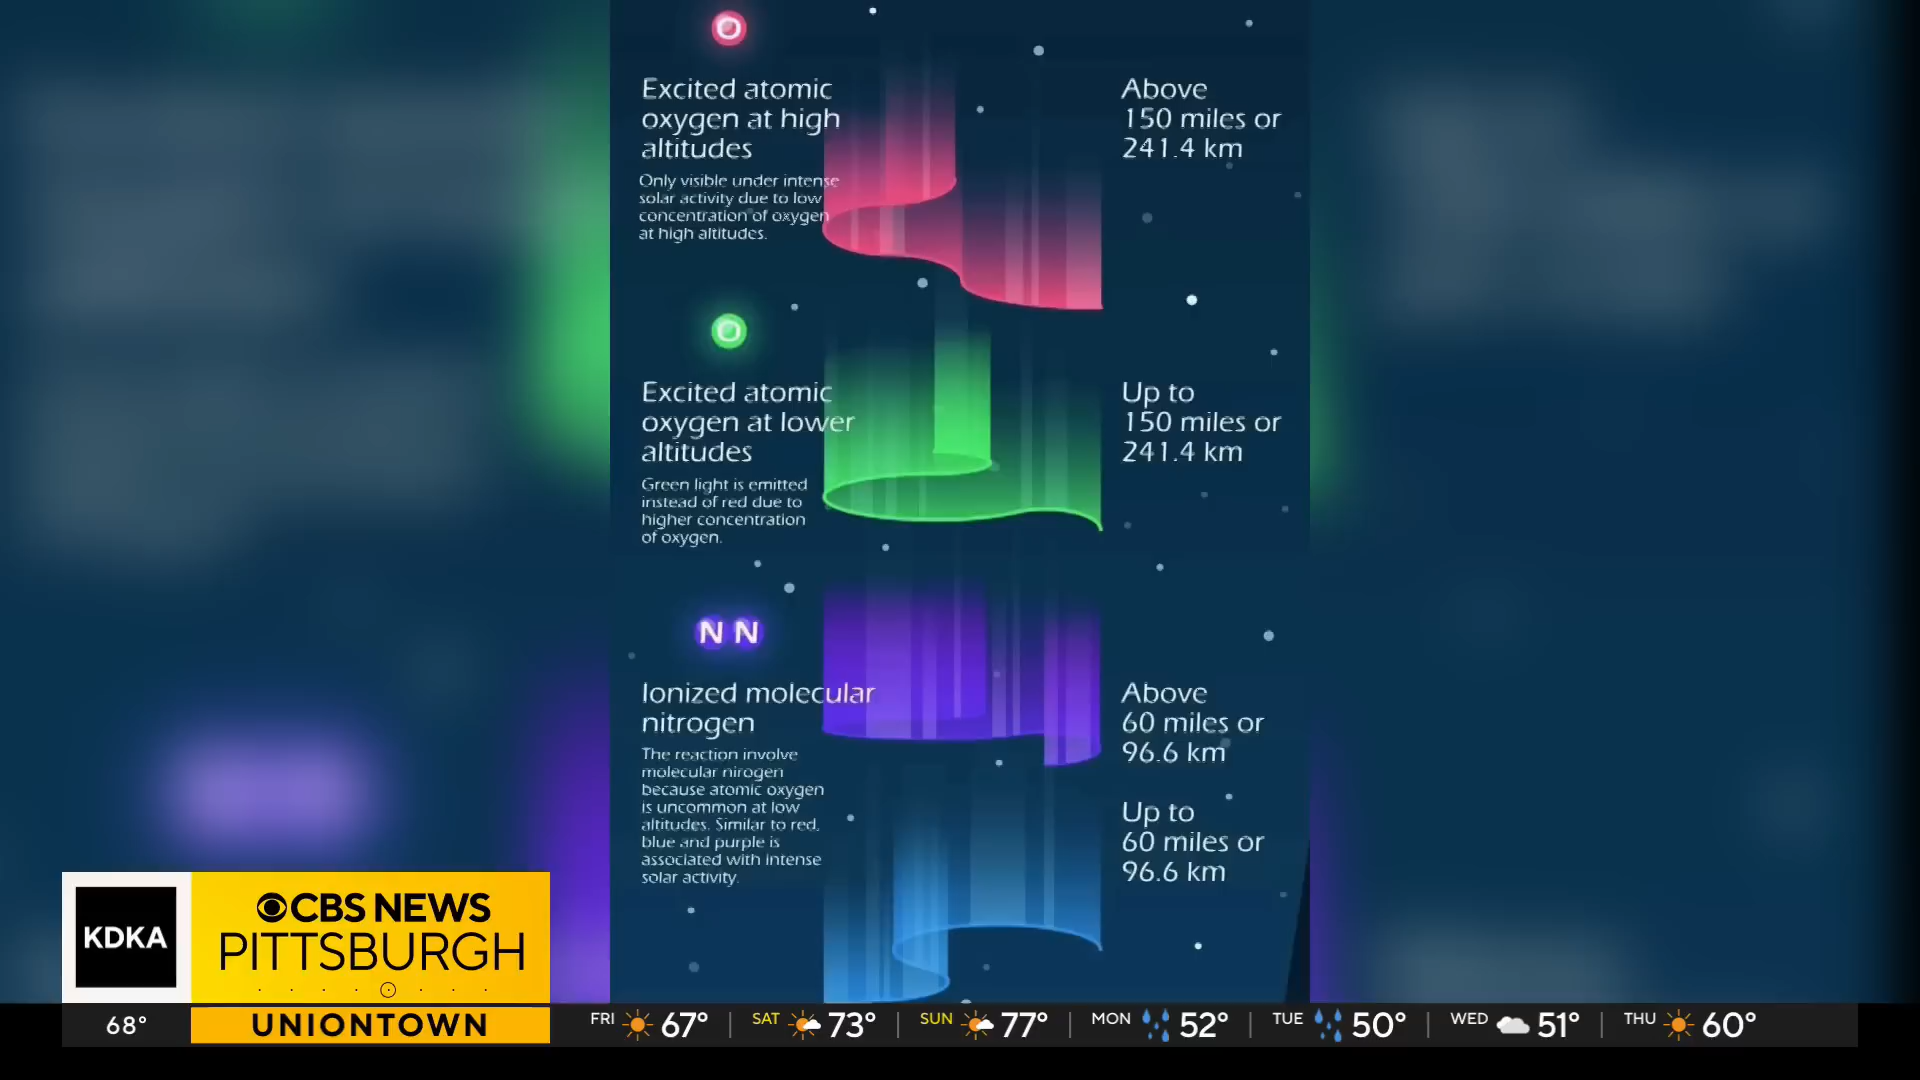 O
Excited atomic
oxygen at high
altitudes
Only visible under intense
solar activity due to low
concentration of oxygen
at high altitudes.
Above
150 miles or
241.4 km
O
Excited atomic
oxygen at lower
altitudes
Green light is emitted
instead of red due to
higher concentration
of oxygen.
Up to
150 miles or
241.4 km
N N
Ionized molecular
nitrogen
The reaction involve
molecular nirogen
because atomic oxygen
is uncommon at low
altitudes. Similar to red,
blue and purple is
associated with intense
solar activity.
Above
60 miles or
96.6 km
Up to
60 miles or
96.6 km
KDKA
CBS NEWS
PITTSBURGH
68°
UNIONTOWN
FRI 67° | SAT 73° | SUN 77° | MON 52° | TUE 50° | WED 51° | THU 60°